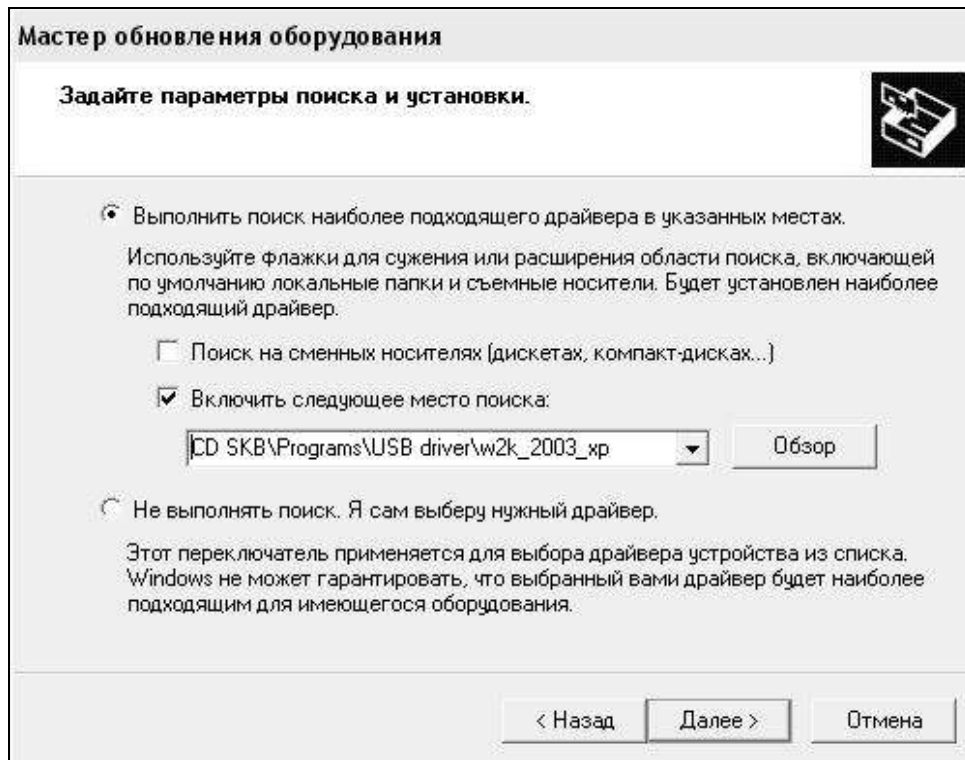 Мастер обновления оборудования
Задайте параметры поиска и установки.
Выполнить поиск наиболее подходящего драйвера в указанных местах.
Используйте флажки для сужения или расширения области поиска, включающей
по умолчанию локальные папки и съемные носители. Будет установлен наиболее
подходящий драйвер.
Поиск на сменных носителях (дискетах, компакт-дисках...)
Включить следующее место поиска:
CD SKB\Programs\USB driver\w2k_2003_xp
Обзор
Не выполнять поиск. Я сам выберу нужный драйвер.
Этот переключатель применяется для выбора драйвера устройства из списка.
Windows не может гарантировать, что выбранный вами драйвер будет наиболее
подходящим для имеющегося оборудования.
< Назад
Далее >
Отмена